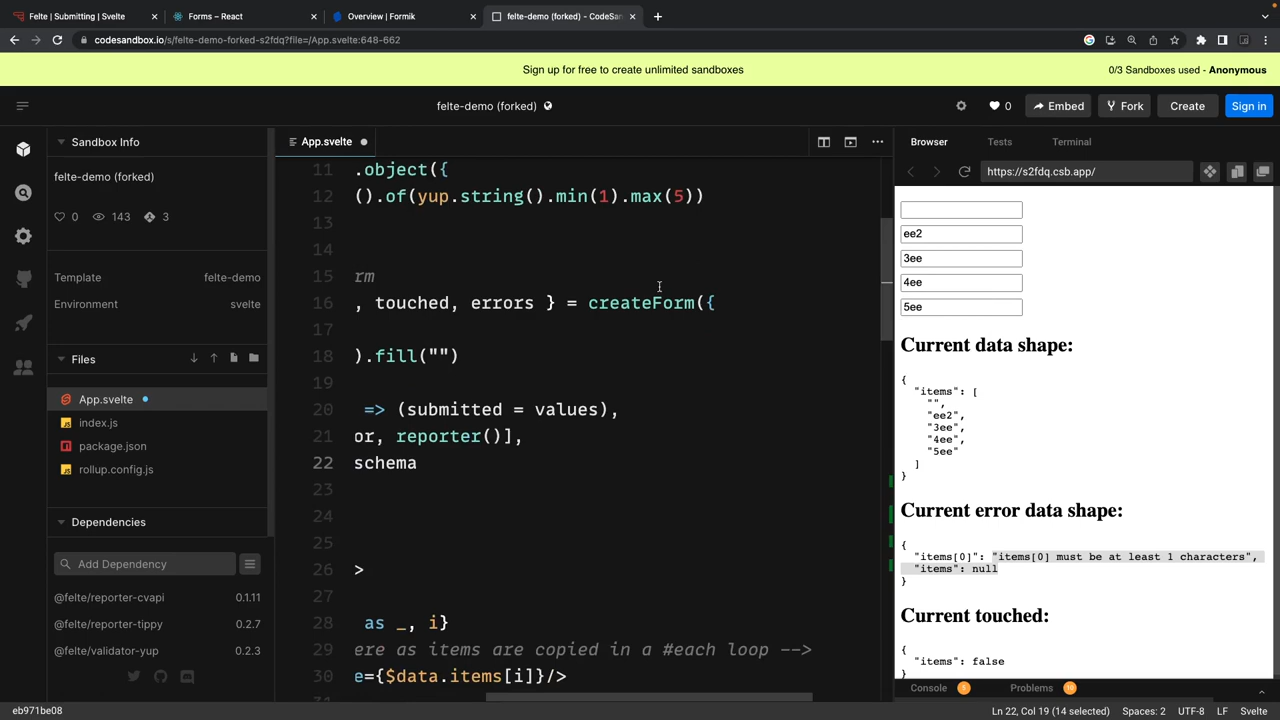 Felte | Submitting | Svelte
Forms – React
Overview | Formik
felte-demo (forked) - CodeSan
codesandbox.io/s/felte-demo-forked-s2fdq?file=/App.svelte:648-662
Sign up for free to create unlimited sandboxes
0/3 Sandboxes used - Anonymous
felte-demo (forked)
0
Embed
Fork
Create
Sign in
Sandbox Info
felte-demo (forked)
0 143 3
Template felte-demo
Environment svelte
Files
App.svelte
index.js
package.json
rollup.config.js
Dependencies
Add Dependency
@felte/reporter-cvapi 0.1.11
@felte/reporter-tippy 0.2.7
@felte/validator-yup 0.2.3
App.svelte
11 .object({
12 ().of(yup.string().min(1).max(5))
13
14
15 rm
16 , touched, errors } = createForm({
17
18 ).fill("")
19
20 => (submitted = values),
21 or, reporter()],
22 schema
23
24
25
26 >
27
28 as _, i}
29 ere as items are copied in a #each loop -->
30 e={$data.items[i]}/>
Browser
Tests
Terminal
https://s2fdq.csb.app/
ee2
3ee
4ee
5ee
Current data shape:
{
"items": [
"",
"ee2",
"3ee",
"4ee",
"5ee"
]
}
Current error data shape:
{
"items[0]": "items[0] must be at least 1 characters",
"items": null
}
Current touched:
{
"items": false
}
Console
Problems
eb971be08
Ln 22, Col 19 (14 selected)
Spaces: 2
UTF-8
LF
Svelte